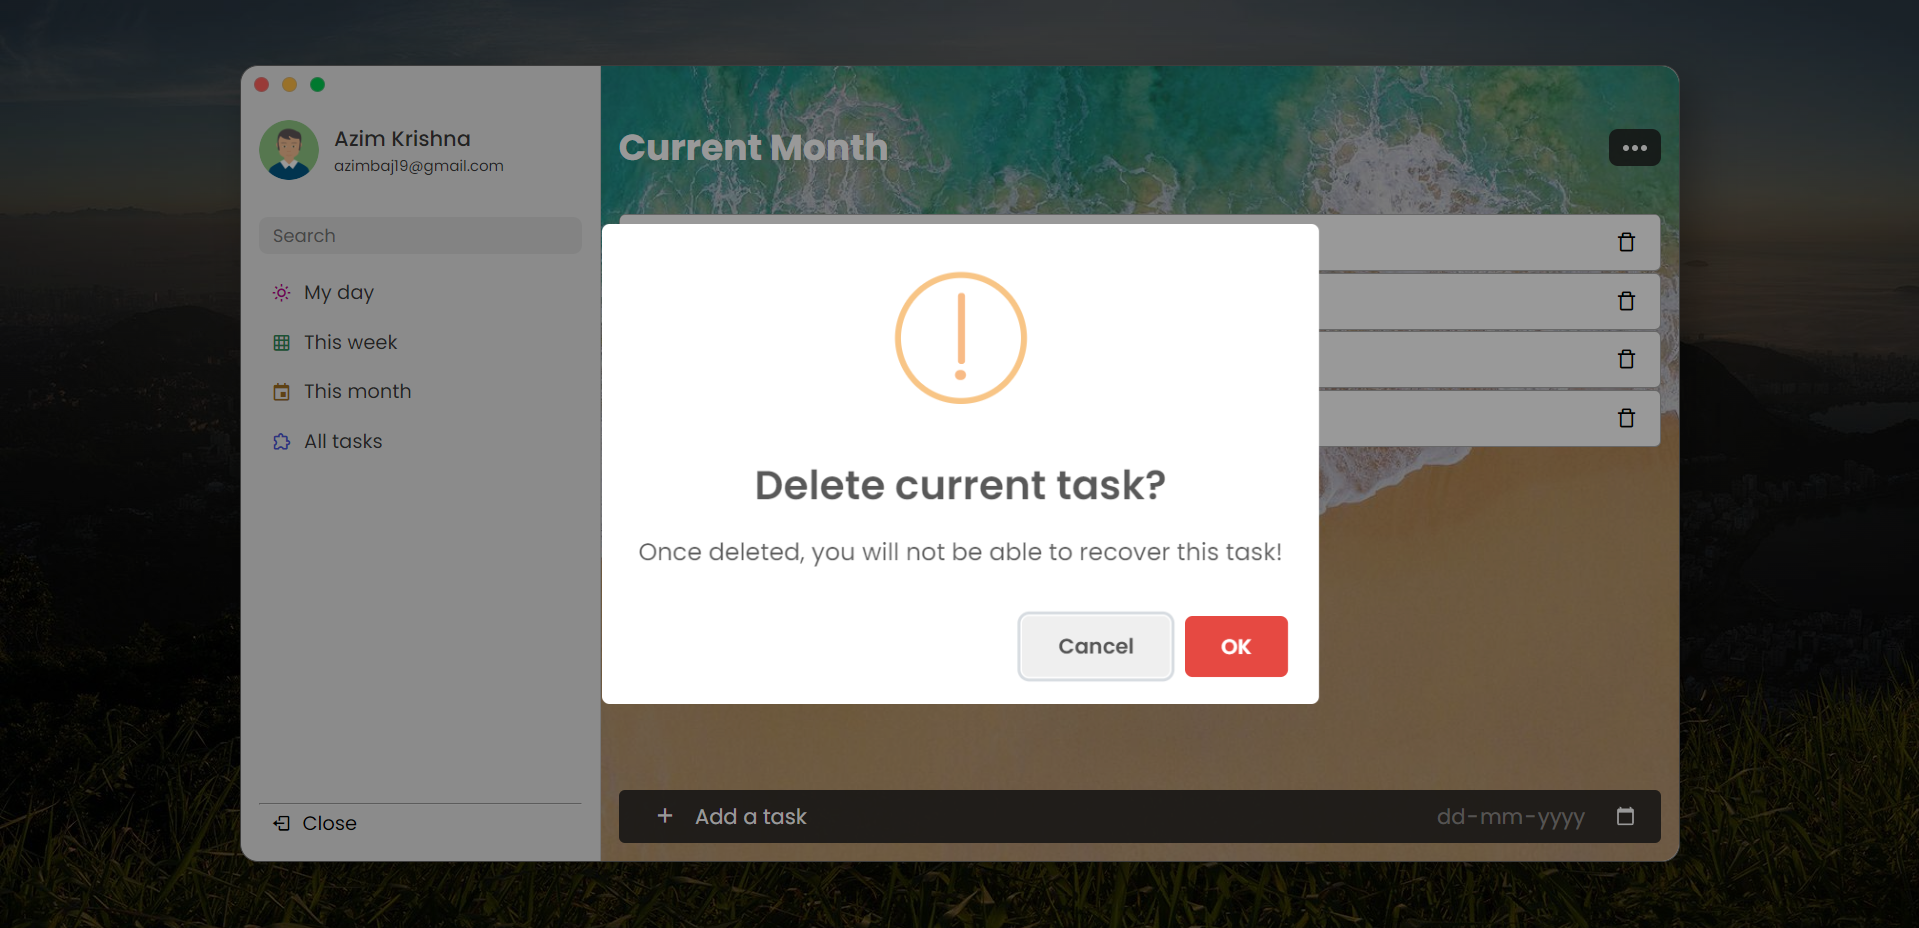 Azim Krishna
azimbaj19@gmail.com
Search
My day
This week
This month
All tasks
Close
Current Month
Delete current task?
Once deleted, you will not be able to recover this task!
Cancel
OK
Add a task
dd-mm-yyyy